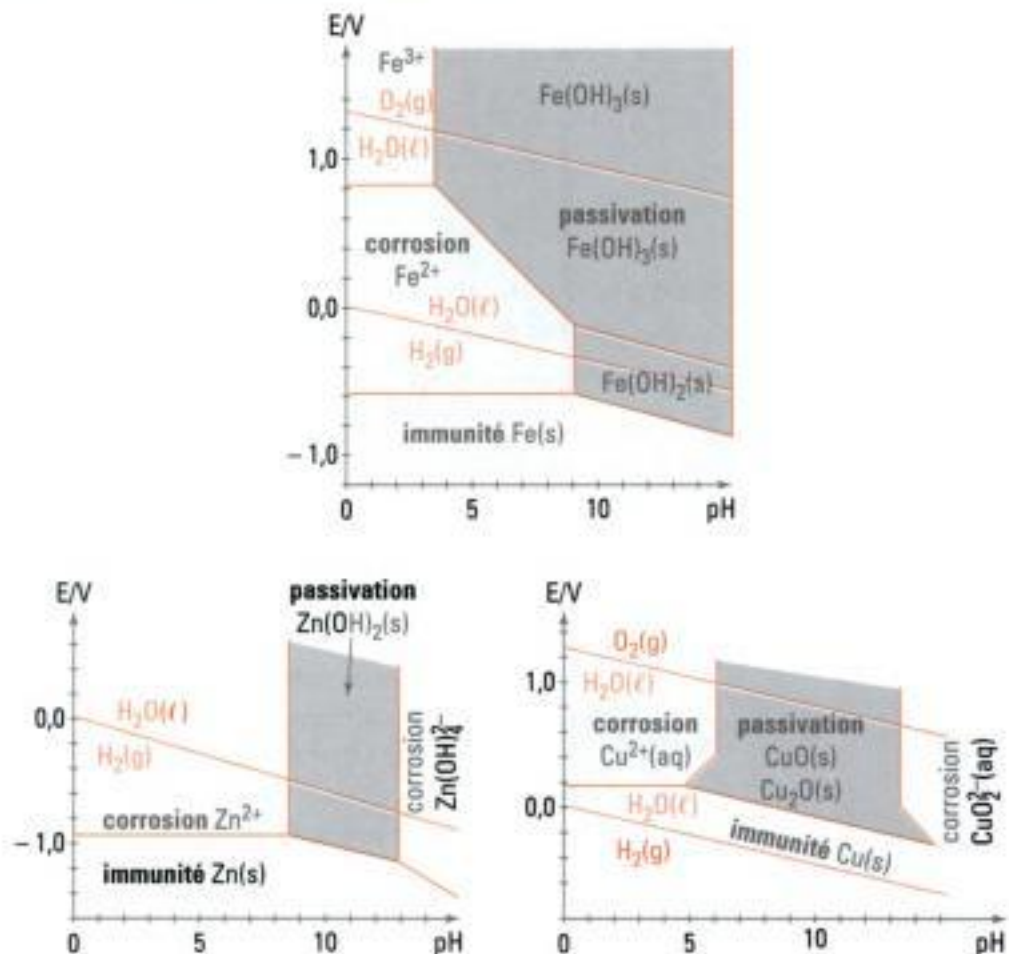 E/V
Fe³⁺
Fe(OH)₃(s)
O₂(g)
H₂O(ℓ)
1,0
passivation
Fe(OH)₃(s)
corrosion
Fe²⁺
0,0
H₂O(ℓ)
H₂(g)
Fe(OH)₂(s)
immunité Fe(s)
– 1,0
0 5 10 pH
E/V
passivation
Zn(OH)₂(s)
0,0
H₂O(ℓ)
H₂(g)
corrosion
Zn(OH)₄²⁻
corrosion Zn²⁺
– 1,0
immunité Zn(s)
0 5 10 pH
E/V
O₂(g)
1,0
H₂O(ℓ)
corrosion
Cu²⁺(aq)
passivation
CuO(s)
Cu₂O(s)
corrosion
CuO₂²⁻(aq)
0,0
H₂O(ℓ)
H₂(g)
immunité Cu(s)
0 5 10 pH